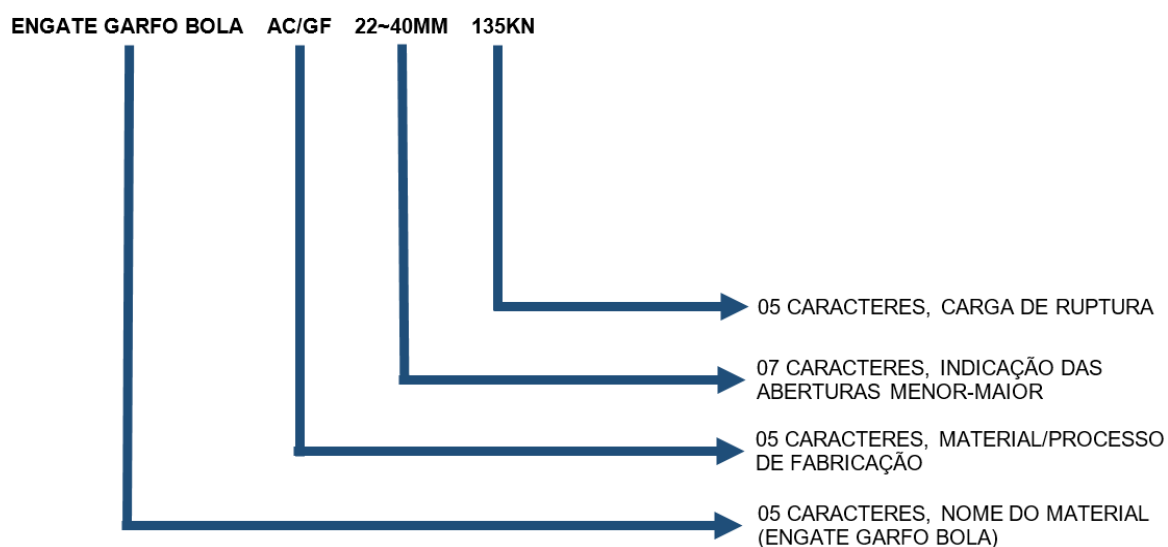 ENGATE GARFO BOLA AC/GF 22~40MM 135KN
05 CARACTERES, CARGA DE RUPTURA
07 CARACTERES, INDICAÇÃO DAS
ABERTURAS MENOR-MAIOR
05 CARACTERES, MATERIAL/PROCESSO
DE FABRICAÇÃO
05 CARACTERES, NOME DO MATERIAL
(ENGATE GARFO BOLA)